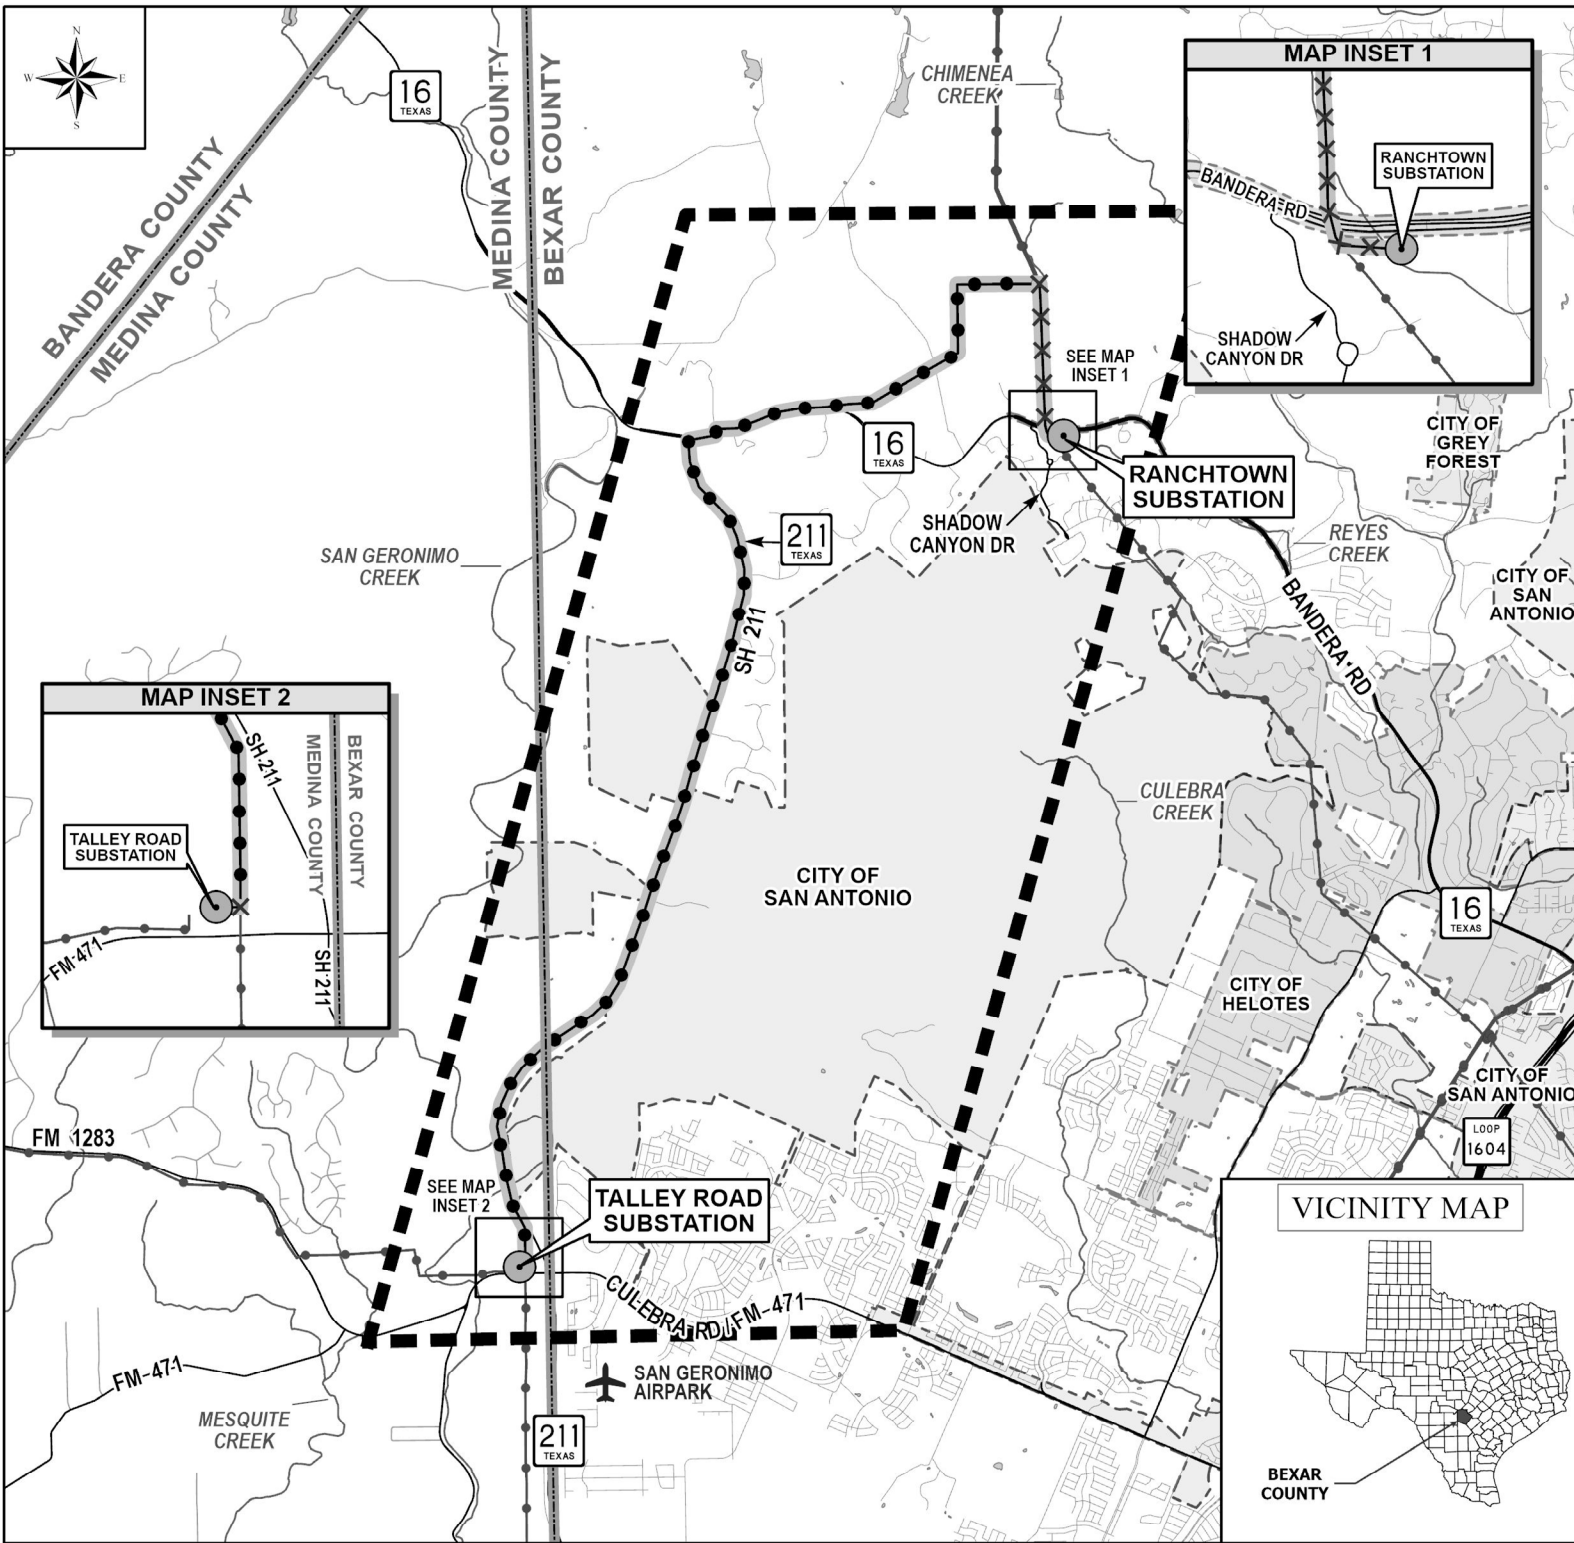 N
W
E
S
16
TEXAS
MEDINA COUNTY
BEXAR COUNTY
BANDERA COUNTY
MEDINA COUNTY
CHIMENEA
CREEK
MAP INSET 1
RANCHTOWN
SUBSTATION
BANDERA RD
SHADOW
CANYON DR
SEE MAP
INSET 1
16
TEXAS
RANCHTOWN
SUBSTATION
CITY OF
GREY
FOREST
SHADOW
CANYON DR
211
TEXAS
REYES
CREEK
SAN GERONIMO
CREEK
CITY OF
SAN
ANTONIO
BANDERA RD
SH 211
MAP INSET 2
SH 211
MEDINA COUNTY
BEXAR COUNTY
TALLEY ROAD
SUBSTATION
FM 471
SH 211
CULEBRA
CREEK
CITY OF
SAN ANTONIO
16
TEXAS
CITY OF
HELOTES
CITY OF
SAN ANTONIO
LOOP
1604
FM 1283
SEE MAP
INSET 2
TALLEY ROAD
SUBSTATION
CULEBRA RD / FM 471
FM 471
SAN GERONIMO
AIRPARK
MESQUITE
CREEK
211
TEXAS
VICINITY MAP
BEXAR
COUNTY